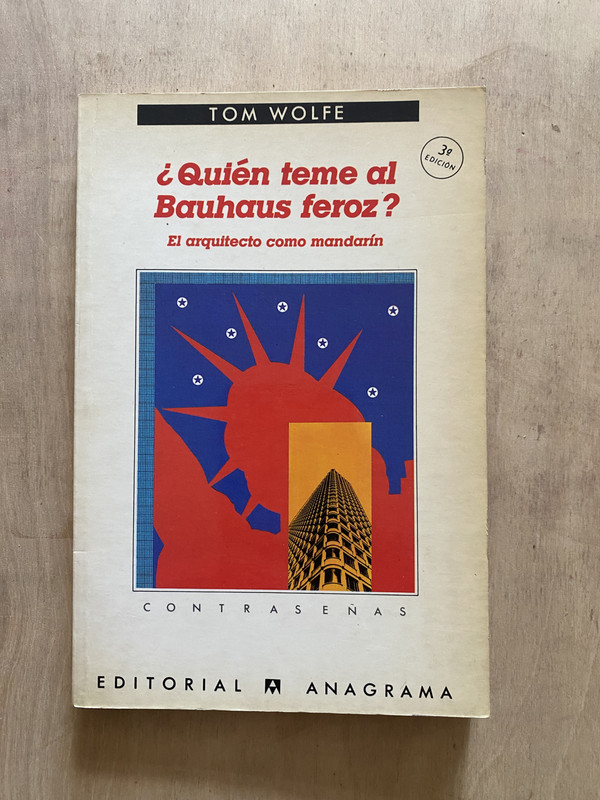 TOM WOLFE
3ª
EDICIÓN
¿Quién teme al
Bauhaus feroz?
El arquitecto como mandarín
CONTRASEÑAS
EDITORIAL ANAGRAMA